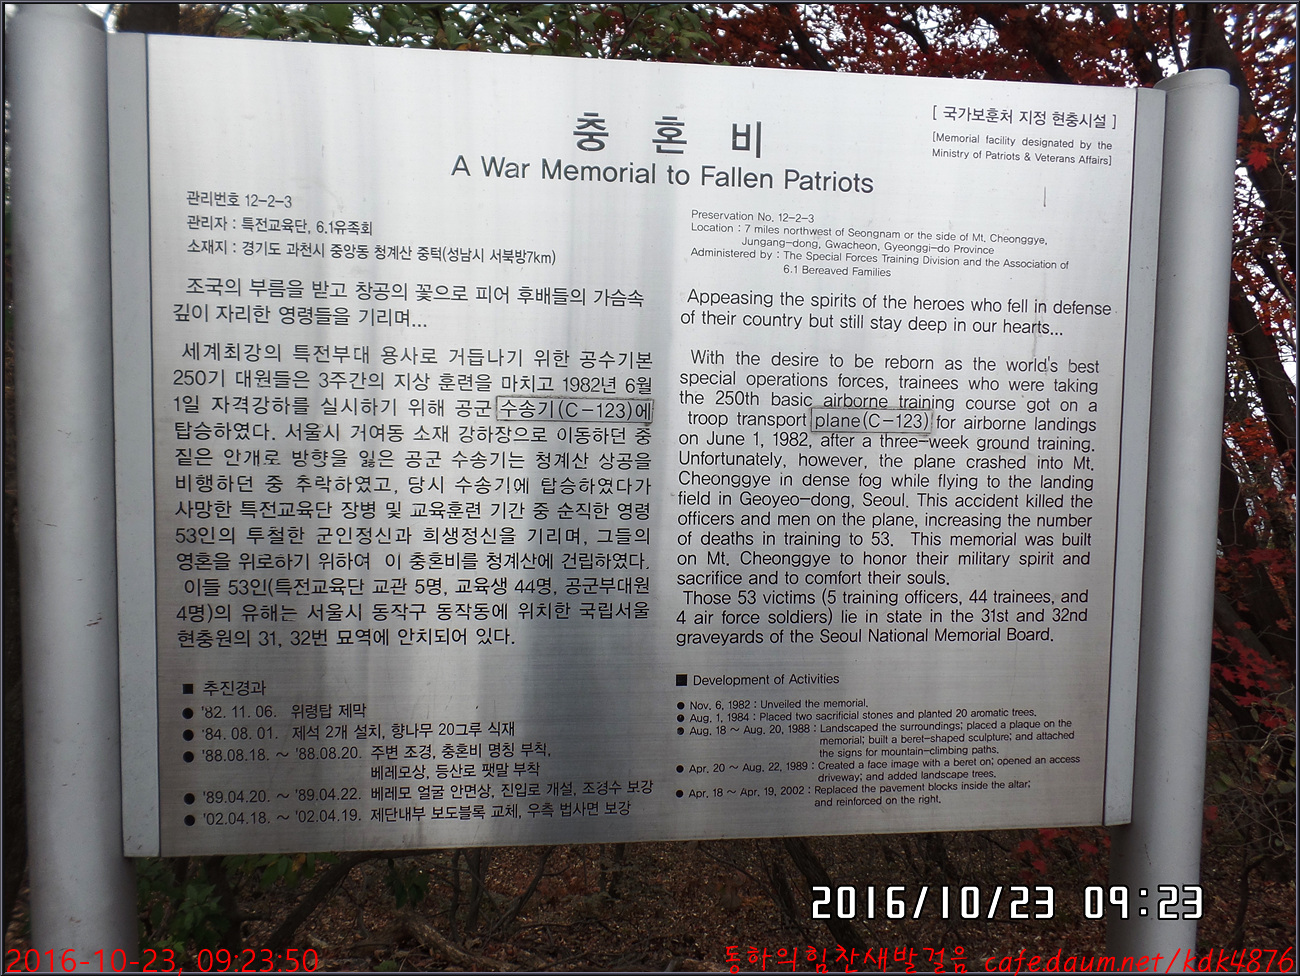 [ 국가보훈처 지정 현충시설 ]
[Memorial facility designated by the
Ministry of Patriots & Veterans Affairs]
충 혼 비
A War Memorial to Fallen Patriots
관리번호 12-2-3
관리자 : 특전교육단, 6.1유족회
소재지 : 경기도 과천시 중앙동 청계산 중턱(성남시 서북방7km)
조국의 부름을 받고 창공의 꽃으로 피어 후배들의 가슴속
깊이 자리한 영령들을 기리며...
세계최강의 특전부대 용사로 거듭나기 위한 공수기본
250기 대원들은 3주간의 지상 훈련을 마치고 1982년 6월
1일 자격강하를 실시하기 위해 공군 수송기(C-123)에
탑승하였다. 서울시 거여동 소재 강하장으로 이동하던 중
짙은 안개로 방향을 잃은 공군 수송기는 청계산 상공을
비행하던 중 추락하였고, 당시 수송기에 탑승하였다가
사망한 특전교육단 장병 및 교육훈련 기간 중 순직한 영령
53인의 투철한 군인정신과 희생정신을 기리며, 그들의
영혼을 위로하기 위하여 이 충혼비를 청계산에 건립하였다.
이들 53인(특전교육단 교관 5명, 교육생 44명, 공군부대원
4명)의 유해는 서울시 동작구 동작동에 위치한 국립서울
현충원의 31, 32번 묘역에 안치되어 있다.
■ 추진경과
● '82. 11. 06. 위령탑 제막
● '84. 08. 01. 제석 2개 설치, 향나무 20그루 식재
● '88.08.18. ~ '88.08.20. 주변 조경, 충혼비 명칭 부착,
베레모상, 등산로 팻말 부착
● '89.04.20. ~ '89.04.22. 베레모 얼굴 안면상, 진입로 개설, 조경수 보강
● '02.04.18. ~ '02.04.19. 제단내부 보도블록 교체, 우측 법사면 보강
Preservation No. 12-2-3
Location : 7 miles northwest of Seongnam or the side of Mt. Cheonggye,
Jungang-dong, Gwacheon, Gyeonggi-do Province
Administered by : The Special Forces Training Division and the Association of
6.1 Bereaved Families
Appeasing the spirits of the heroes who fell in defense
of their country but still stay deep in our hearts...
With the desire to be reborn as the world's best
special operations forces, trainees who were taking
the 250th basic airborne training course got on a
troop transport plane(C-123) for airborne landings
on June 1, 1982, after a three-week ground training.
Unfortunately, however, the plane crashed into Mt.
Cheonggye in dense fog while flying to the landing
field in Geoyeo-dong, Seoul. This accident killed the
officers and men on the plane, increasing the number
of deaths in training to 53. This memorial was built
on Mt. Cheonggye to honor their military spirit and
sacrifice and to comfort their souls.
Those 53 victims (5 training officers, 44 trainees, and
4 air force soldiers) lie in state in the 31st and 32nd
graveyards of the Seoul National Memorial Board.
■ Development of Activities
● Nov. 6, 1982 : Unveiled the memorial.
● Aug. 1, 1984 : Placed two sacrificial stones and planted 20 aromatic trees.
● Aug. 18 ~ Aug. 20, 1988 : Landscaped the surroundings; placed a plaque on the
memorial; built a beret-shaped sculpture; and attached
the signs for mountain-climbing paths.
● Apr. 20 ~ Aug. 22, 1989 : Created a face image with a beret on; opened an access
driveway; and added landscape trees.
● Apr. 18 ~ Apr. 19, 2002 : Replaced the pavement blocks inside the altar;
and reinforced on the right.
2016/10/23 09:23
2016-10-23, 09:23:50
동하의힘찬새발걸음 cafedaum.net/kdk4876